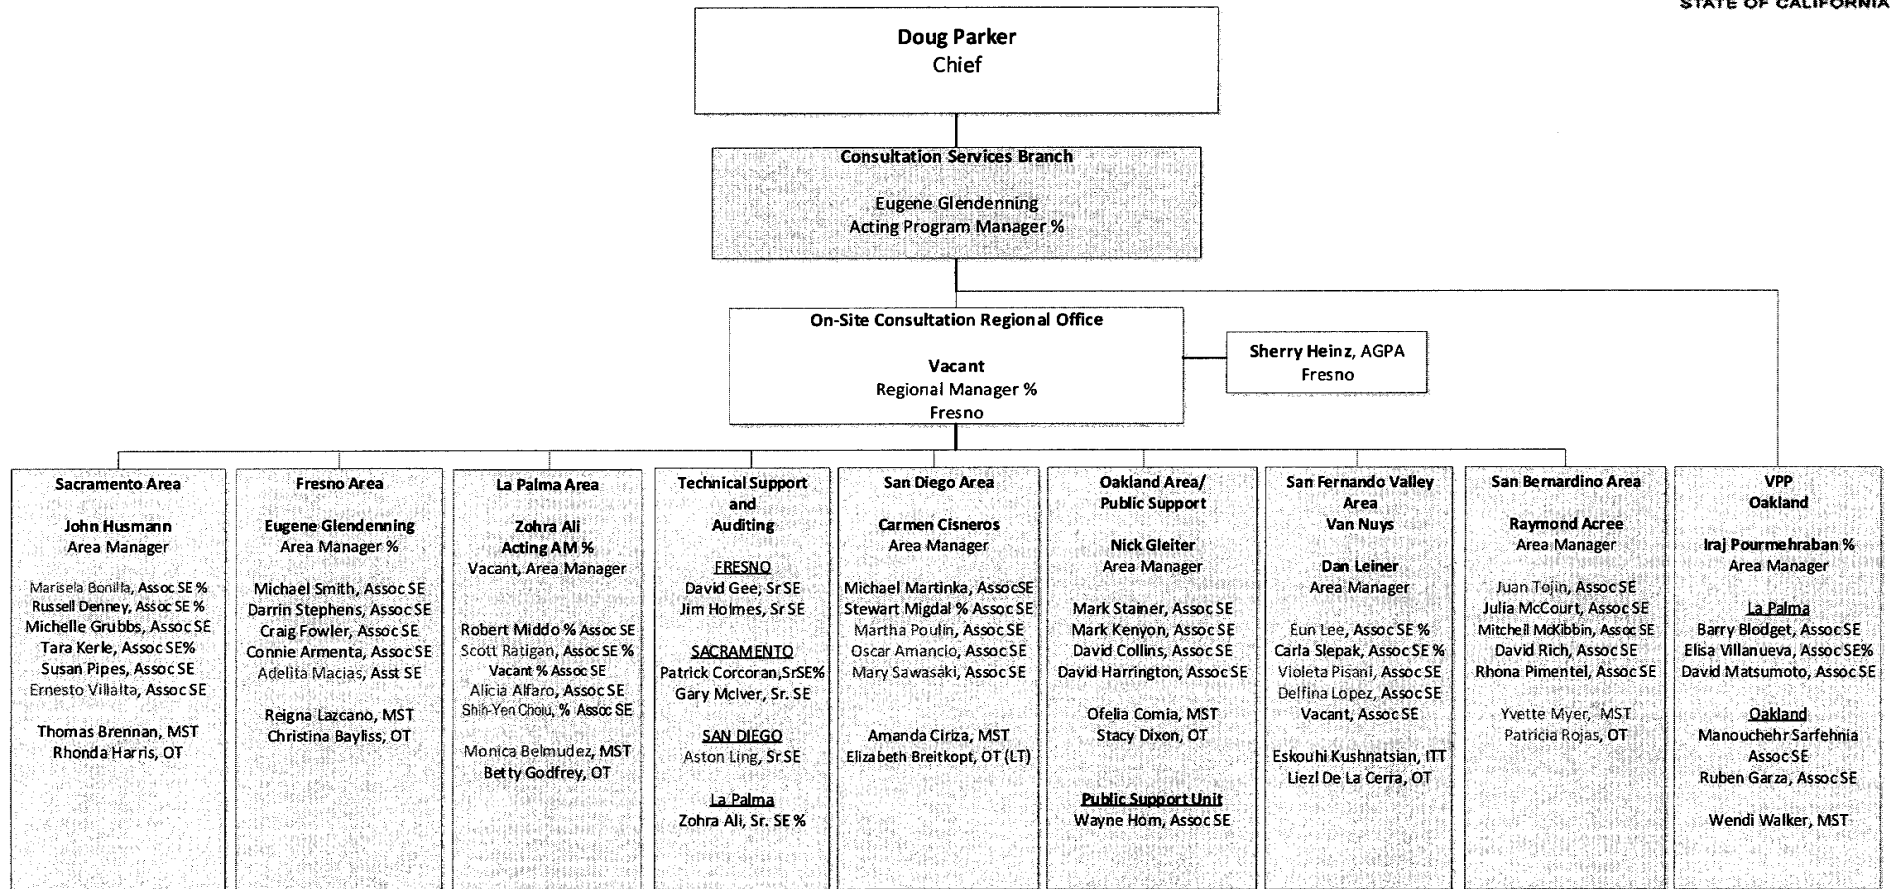 STATE OF CALIFORNIA
Doug Parker
Chief
Consultation Services Branch
Eugene Glendenning
Acting Program Manager %
On-Site Consultation Regional Office
Vacant
Regional Manager %
Fresno
Sherry Heinz, AGPA
Fresno
Sacramento Area
John Husmann
Area Manager
Marisela Bonilla, Assoc SE %
Russell Denney, Assoc SE %
Michelle Grubbs, Assoc SE
Tara Kerle, Assoc SE%
Susan Pipes, Assoc SE
Ernesto Villalta, Assoc SE
Thomas Brennan, MST
Rhonda Harris, OT
Fresno Area
Eugene Glendenning
Area Manager %
Michael Smith, Assoc SE
Darrin Stephens, Assoc SE
Craig Fowler, Assoc SE
Connie Armenta, Assoc SE
Adelita Macias, Asst SE
Reigna Lazcano, MST
Christina Bayliss, OT
La Palma Area
Zohra Ali
Acting AM %
Vacant, Area Manager
Robert Middo % Assoc SE
Scott Ratigan, Assoc SE %
Vacant % Assoc SE
Alicia Alfaro, Assoc SE
Shih-Yen Choiu, % Assoc SE
Monica Belmudez, MST
Betty Godfrey, OT
Technical Support
and
Auditing
FRESNO
David Gee, Sr SE
Jim Holmes, Sr SE
SACRAMENTO
Patrick Corcoran,SrSE%
Gary McIver, Sr. SE
SAN DIEGO
Aston Ling, Sr SE
La Palma
Zohra Ali, Sr. SE %
San Diego Area
Carmen Cisneros
Area Manager
Michael Martinka, AssocSE
Stewart Migdal % Assoc SE
Martha Poulin, Assoc SE
Oscar Amancio, Assoc SE
Mary Sawasaki, Assoc SE
Amanda Ciriza, MST
Elizabeth Breitkopt, OT (LT)
Oakland Area/
Public Support
Nick Gleiter
Area Manager
Mark Stainer, Assoc SE
Mark Kenyon, Assoc SE
David Collins, Assoc SE
David Harrington, Assoc SE
Ofelia Comia, MST
Stacy Dixon, OT
Public Support Unit
Wayne Horn, Assoc SE
San Fernando Valley
Area
Van Nuys
Dan Leiner
Area Manager
Eun Lee, Assoc SE %
Carla Slepak, Assoc SE %
Violeta Pisani, Assoc SE
Delfina Lopez, Assoc SE
Vacant, Assoc SE
Eskouhi Kushnatsian, ITT
Liezl De La Cerra, OT
San Bernardino Area
Raymond Acree
Area Manager
Juan Tojin, Assoc SE
Julia McCourt, Assoc SE
Mitchell McKibbin, Assoc SE
David Rich, Assoc SE
Rhona Pimentel, Assoc SE
Yvette Myer, MST
Patricia Rojas, OT
VPP
Oakland
Iraj Pourmehraban %
Area Manager
La Palma
Barry Blodget, Assoc SE
Elisa Villanueva, Assoc SE%
David Matsumoto, Assoc SE
Oakland
Manouchehr Sarfehnia
Assoc SE
Ruben Garza, Assoc SE
Wendi Walker, MST